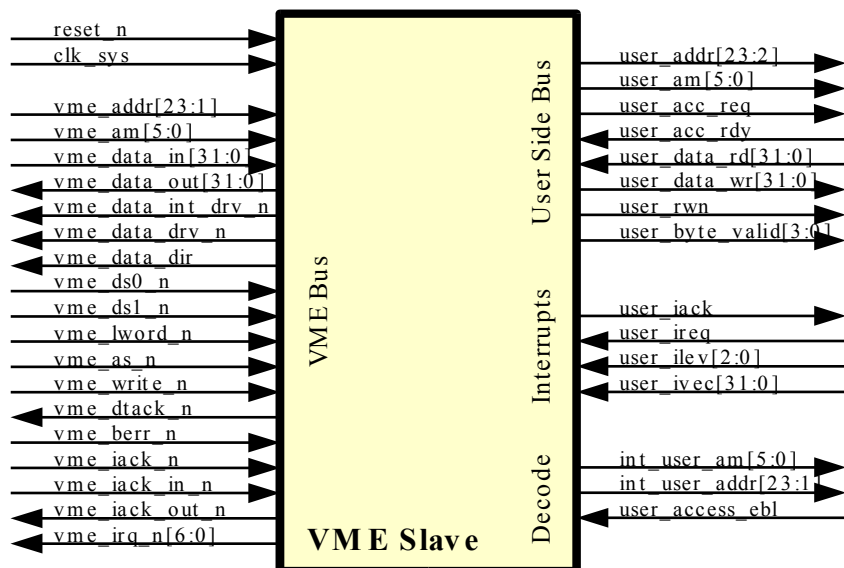 reset_n
clk_sys
vme_addr[23:1]
vme_am[5:0]
vme_data_in[31:0]
vme_data_out[31:0]
vme_data_int_drv_n
vme_data_drv_n
vme_data_dir
vme_ds0_n
vme_ds1_n
vme_lword_n
vme_as_n
vme_write_n
vme_dtack_n
vme_berr_n
vme_iack_n
vme_iack_in_n
vme_iack_out_n
vme_irq_n[6:0]
VME Bus
VME Slave
User Side Bus
Interrupts
Decode
user_addr[23:2]
user_am[5:0]
user_acc_req
user_acc_rdy
user_data_rd[31:0]
user_data_wr[31:0]
user_rwn
user_byte_valid[3:0]
user_iack
user_ireq
user_ilev[2:0]
user_ivec[31:0]
int_user_am[5:0]
int_user_addr[23:1]
user_access_ebl